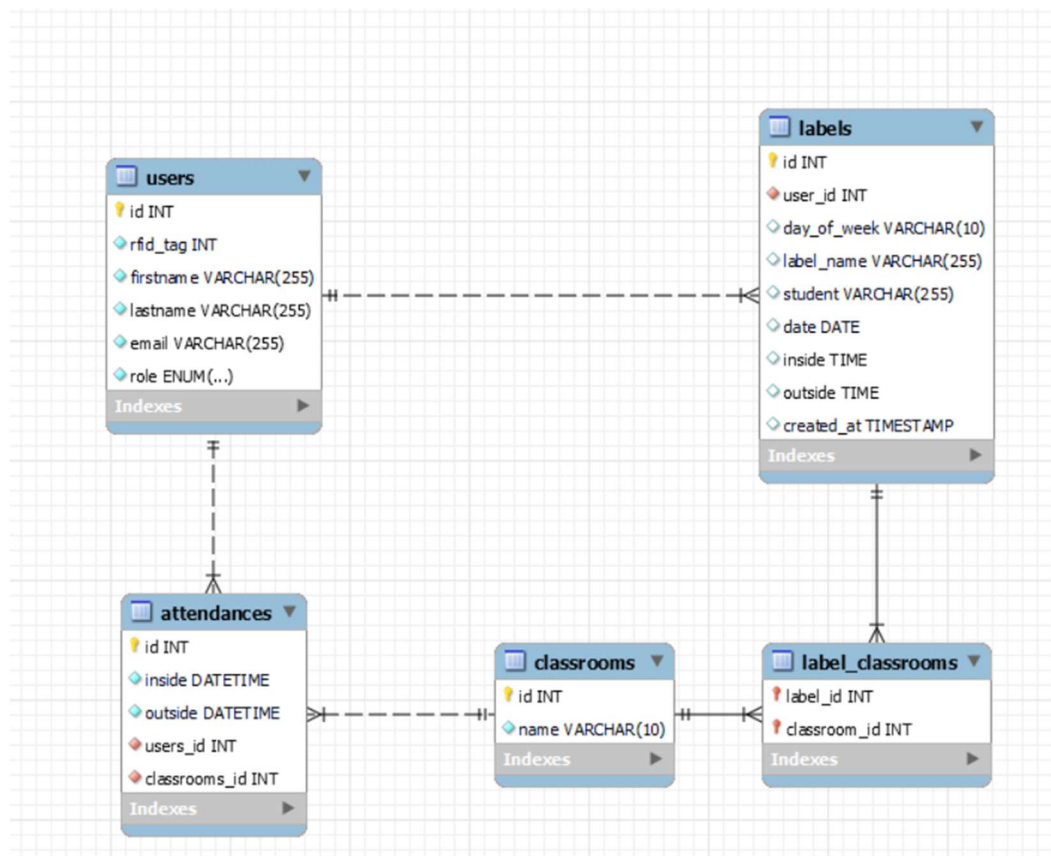 users
id INT
rfid_tag INT
firstname VARCHAR(255)
lastname VARCHAR(255)
email VARCHAR(255)
role ENUM(...)
Indexes
labels
id INT
user_id INT
day_of_week VARCHAR(10)
label_name VARCHAR(255)
student VARCHAR(255)
date DATE
inside TIME
outside TIME
created_at TIMESTAMP
Indexes
attendances
id INT
inside DATETIME
outside DATETIME
users_id INT
classrooms_id INT
Indexes
classrooms
id INT
name VARCHAR(10)
Indexes
label_classrooms
label_id INT
classroom_id INT
Indexes